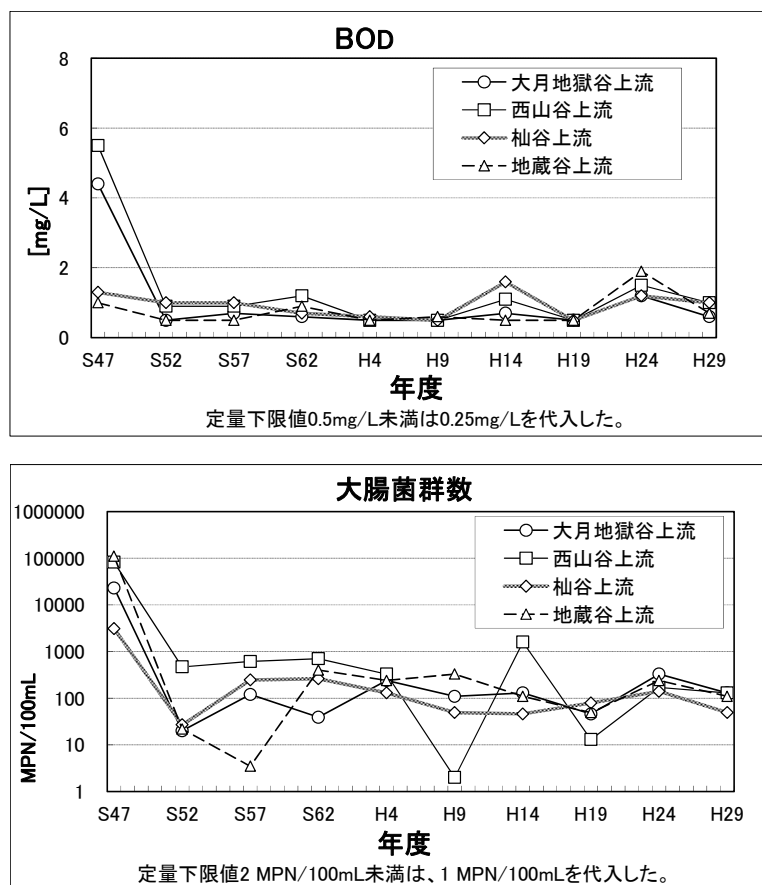 BOD
8
6
4
2
0
[mg/L]
大月地獄谷上流
西山谷上流
杣谷上流
地蔵谷上流
S47 S52 S57 S62 H4 H9 H14 H19 H24 H29
年度
定量下限値0.5mg/L未満は0.25mg/Lを代入した。
大腸菌群数
1000000
100000
10000
1000
100
10
1
MPN/100mL
大月地獄谷上流
西山谷上流
杣谷上流
地蔵谷上流
S47 S52 S57 S62 H4 H9 H14 H19 H24 H29
年度
定量下限値2 MPN/100mL未満は、1 MPN/100mLを代入した。